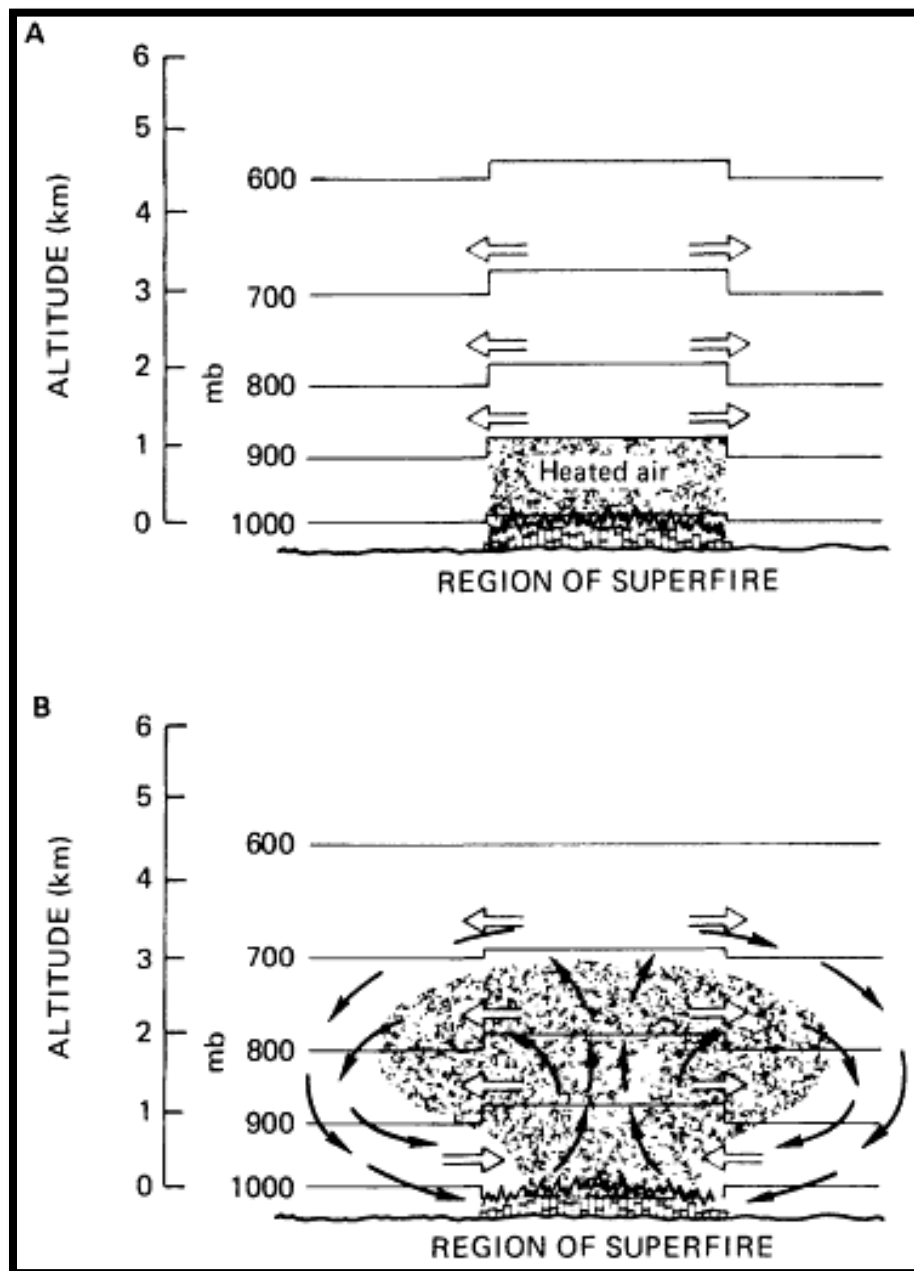 A
6
5
600
4
ALTITUDE (km)
3
700
2
800
mb
1
900
Heated air
0
1000
REGION OF SUPERFIRE
B
6
5
600
4
ALTITUDE (km)
3
700
2
800
mb
1
900
0
1000
REGION OF SUPERFIRE